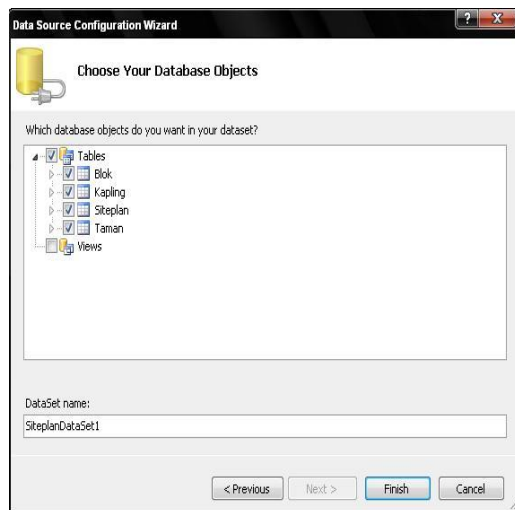 Data Source Configuration Wizard
? X
Choose Your Database Objects
Which database objects do you want in your dataset?
Tables
Blok
Kapling
Siteplan
Taman
Views
DataSet name:
SiteplanDataSet1
< Previous
Next >
Finish
Cancel